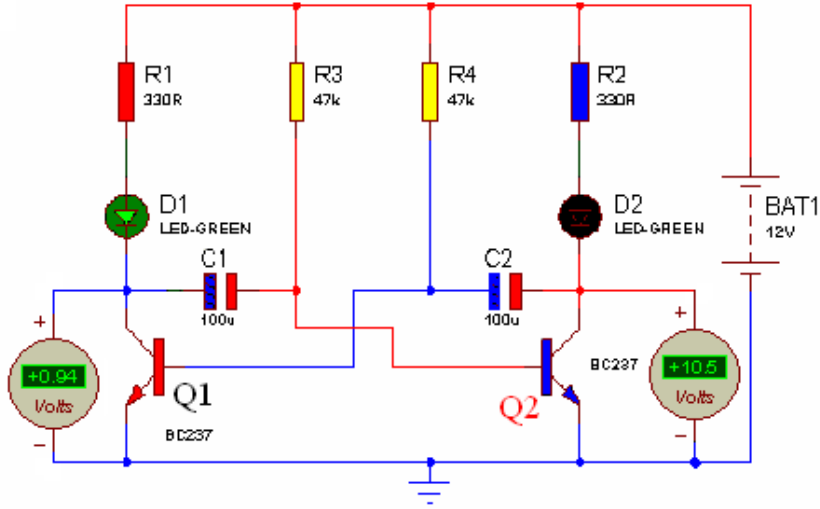 R1
330R
R3
47k
R4
47k
R2
330R
D1
LED-GREEN
D2
LED-GREEN
BAT1
12V
C1
100u
C2
100u
+
+0.94
Volts
−
Q1
BC237
Q2
BC237
+
+10.5
Volts
−